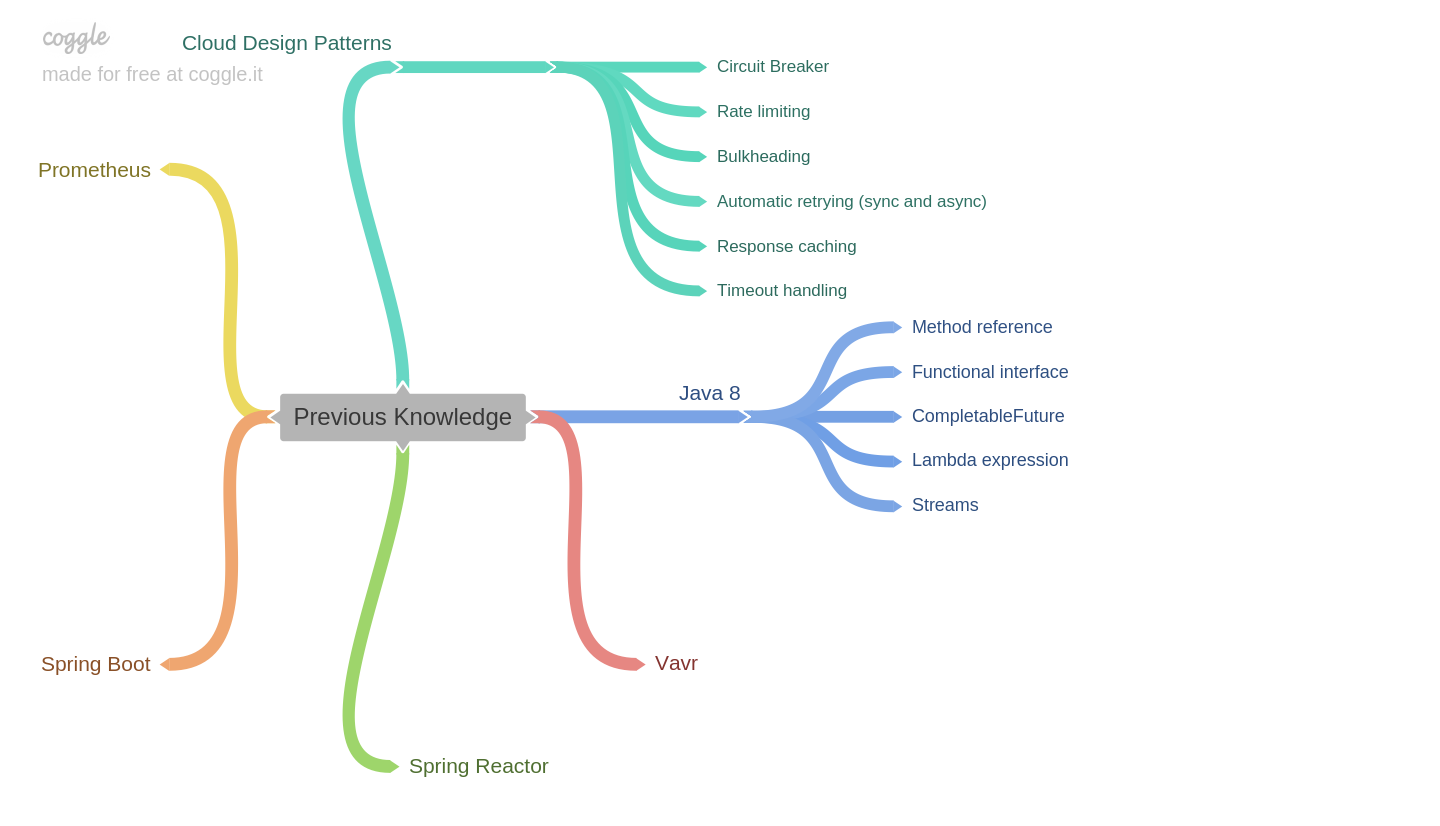 coggle
made for free at coggle.it
Cloud Design Patterns
Circuit Breaker
Rate limiting
Bulkheading
Automatic retrying (sync and async)
Response caching
Timeout handling
Prometheus
Previous Knowledge
Java 8
Method reference
Functional interface
CompletableFuture
Lambda expression
Streams
Spring Boot
Vavr
Spring Reactor